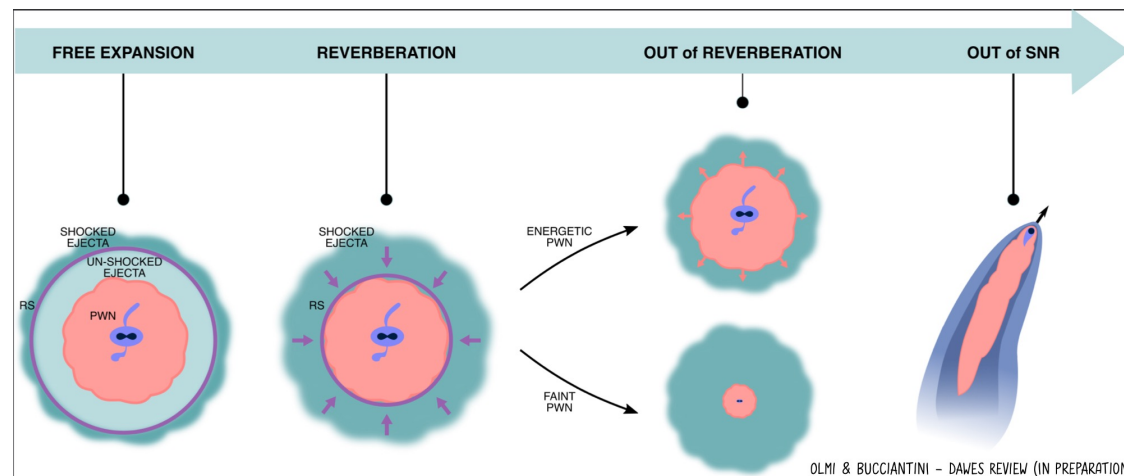 FREE EXPANSION
REVERBERATION
OUT of REVERBERATION
OUT of SNR
SHOCKED
EJECTA
UN-SHOCKED
EJECTA
RS
PWN
SHOCKED
EJECTA
RS
ENERGETIC
PWN
FAINT
PWN
OLMI & BUCCIANTINI – DAWES REVIEW (IN PREPARATION